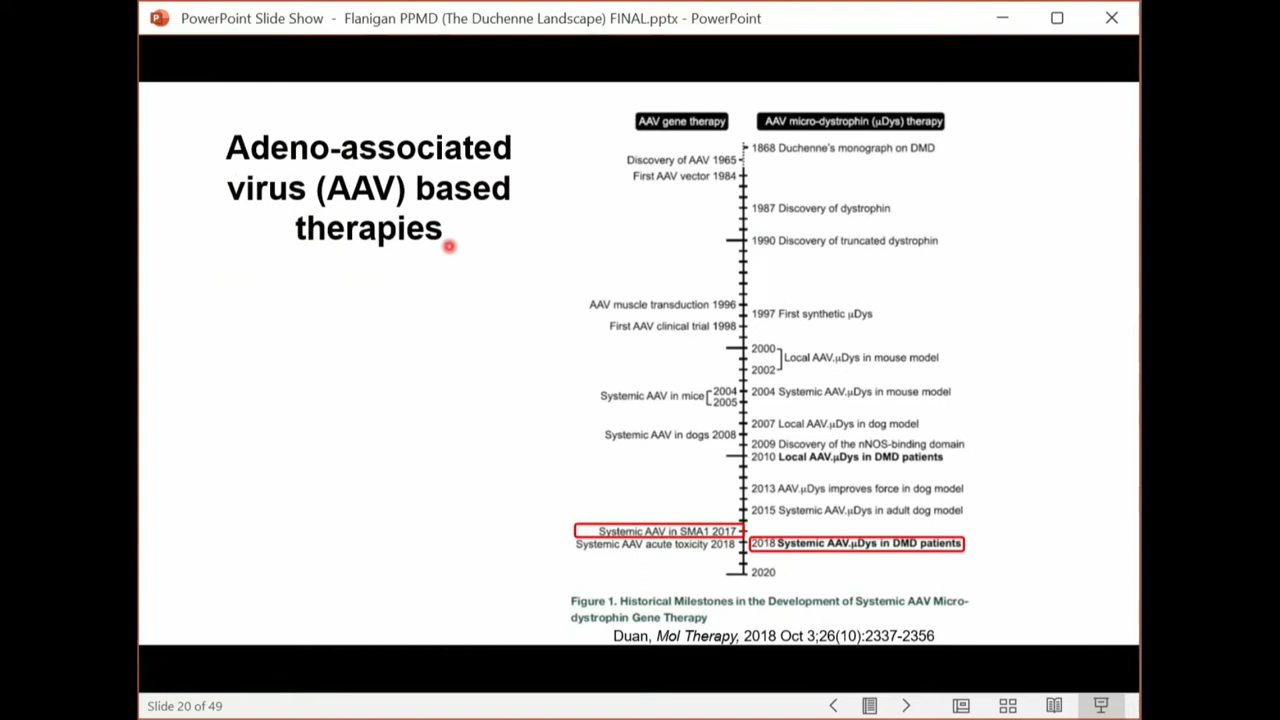 PowerPoint Slide Show - Flanigan PPMD (The Duchenne Landscape) FINAL.pptx - PowerPoint
Adeno-associated
virus (AAV) based
therapies
AAV gene therapy
AAV micro-dystrophin (µDys) therapy
1868 Duchenne's monograph on DMD
Discovery of AAV 1965
First AAV vector 1984
1987 Discovery of dystrophin
1990 Discovery of truncated dystrophin
AAV muscle transduction 1996
1997 First synthetic µDys
First AAV clinical trial 1998
2000
Local AAV.µDys in mouse model
2002
Systemic AAV in mice
2004
2005
2004 Systemic AAV.µDys in mouse model
2007 Local AAV.µDys in dog model
Systemic AAV in dogs 2008
2009 Discovery of the nNOS-binding domain
2010 Local AAV.µDys in DMD patients
2013 AAV.µDys improves force in dog model
2015 Systemic AAV.µDys in adult dog model
Systemic AAV in SMA1 2017
Systemic AAV acute toxicity 2018
2018 Systemic AAV.µDys in DMD patients
2020
Figure 1. Historical Milestones in the Development of Systemic AAV Micro-
dystrophin Gene Therapy
Duan, Mol Therapy, 2018 Oct 3;26(10):2337-2356
Slide 20 of 49